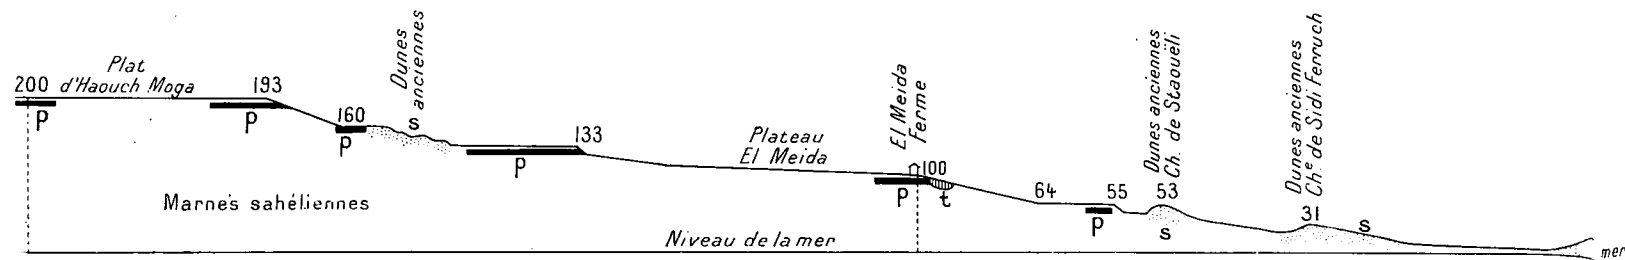 Plat
d'Haouch Moga
200
193
160
Dunes
anciennes
s
133
Plateau
El Meida
El Meida
Ferme
100
64
55
53
Dunes anciennes
Ch. de Staouëli
Dunes anciennes
Chᵉ de Sidi Ferruch
31
s
s
p
p
p
p
p
t
p
Marnes sahéliennes
Niveau de la mer
mer